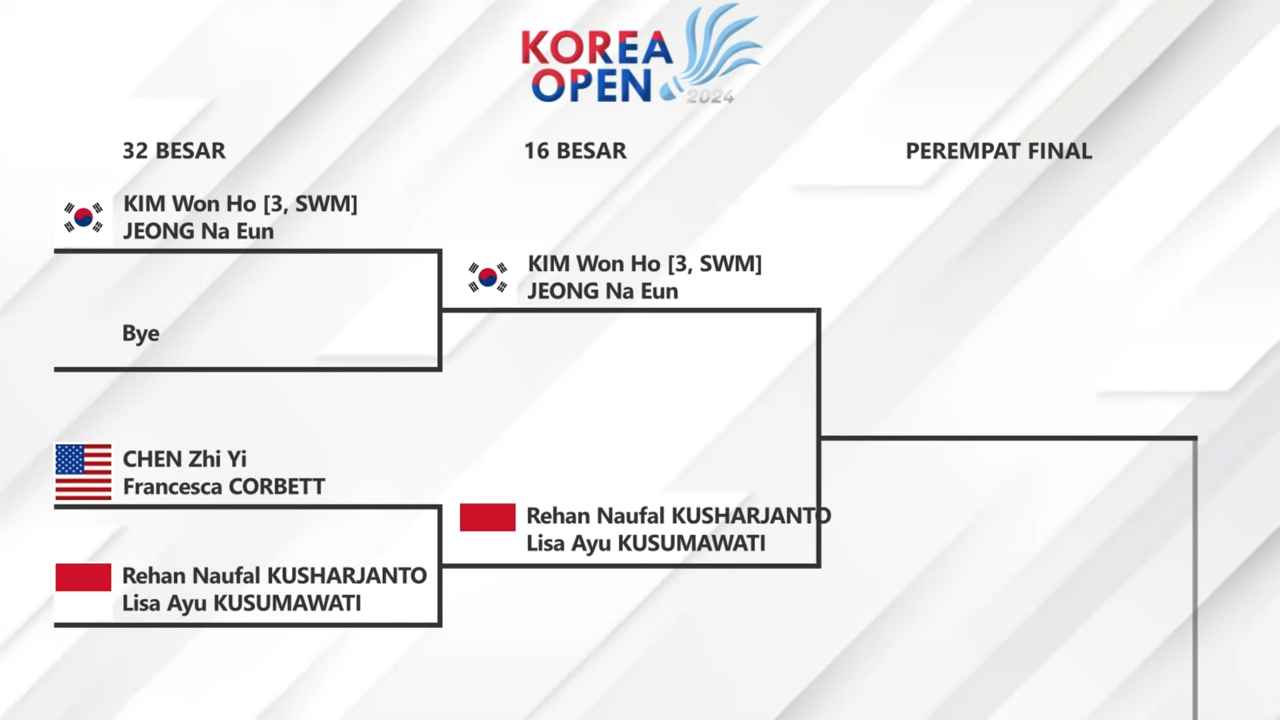 KOREA
OPEN
2024
32 BESAR
16 BESAR
PEREMPAT FINAL
KIM Won Ho [3, SWM]
JEONG Na Eun
Bye
CHEN Zhi Yi
Francesca CORBETT
Rehan Naufal KUSHARJANTO
Lisa Ayu KUSUMAWATI
KIM Won Ho [3, SWM]
JEONG Na Eun
Rehan Naufal KUSHARJANTO
Lisa Ayu KUSUMAWATI